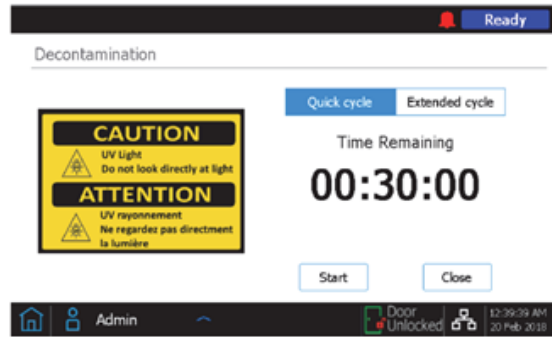 Ready
Decontamination
Quick cycle
Extended cycle
CAUTION
UV Light
Do not look directly at light
ATTENTION
UV rayonnement
Ne regardez pas directment
la lumière
Time Remaining
00:30:00
Start
Close
Admin
Door
Unlocked
12:39:39 AM
20 Feb 2018